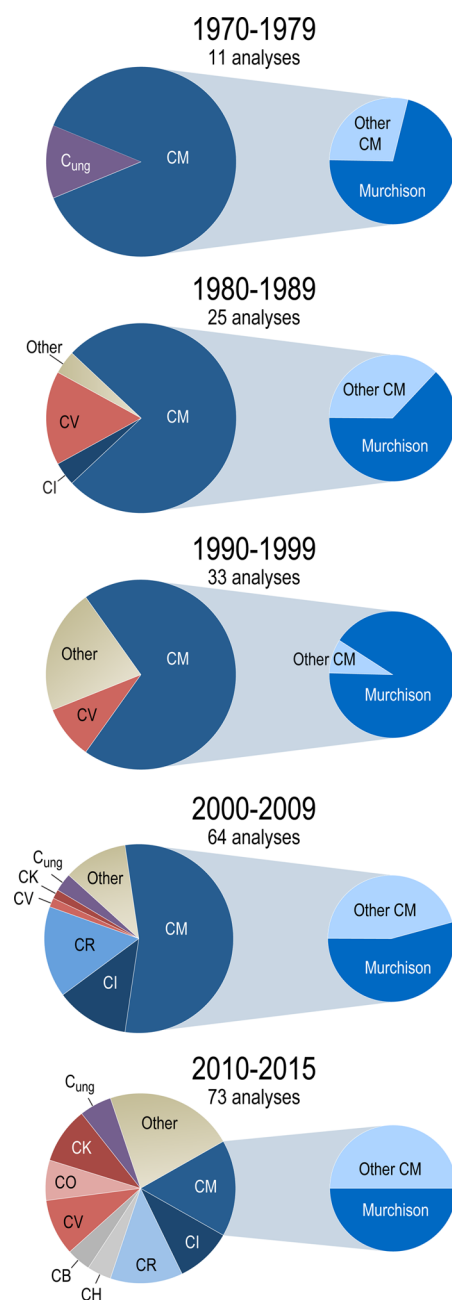 1970-1979
11 analyses
Other
CM
Cung
CM
Murchison
1980-1989
25 analyses
Other
CV
CM
CI
Other CM
Murchison
1990-1999
33 analyses
Other
CM
CV
Other CM
Murchison
2000-2009
64 analyses
Cung
CK
CV
Other
CR
CM
CI
Other CM
Murchison
2010-2015
73 analyses
Cung
Other
CK
CO
CM
CV
CI
CR
CB
CH
Other CM
Murchison